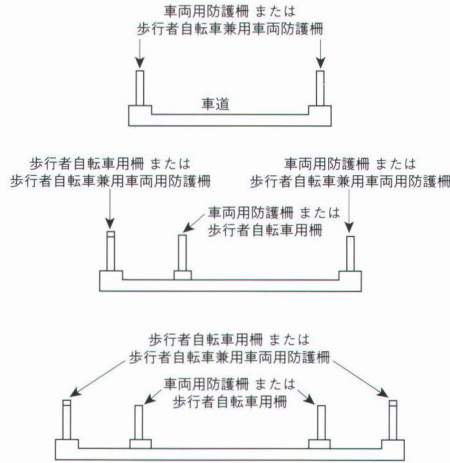 車両用防護柵 または
歩行者自転車兼用車両防護柵
車道
歩行者自転車用柵 または
歩行者自転車兼用車両用防護柵
車両用防護柵 または
歩行者自転車兼用車両用防護柵
車両用防護柵 または
歩行者自転車用柵
歩行者自転車用柵 または
歩行者自転車兼用車両用防護柵
車両用防護柵 または
歩行者自転車用柵